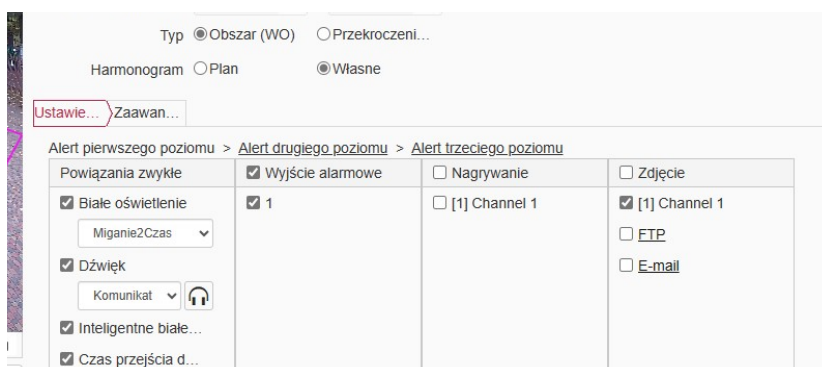 Typ Obszar (WO) Przekroczeni...
Harmonogram Plan Własne
Ustawie... Zaawan...
Alert pierwszego poziomu > Alert drugiego poziomu > Alert trzeciego poziomu
Powiązania zwykłe Wyjście alarmowe Nagrywanie Zdjęcie
Białe oświetlenie 1 [1] Channel 1 [1] Channel 1
Miganie2Czas FTP
Dźwięk E-mail
Komunikat
Inteligentne białe...
Czas przejścia d...